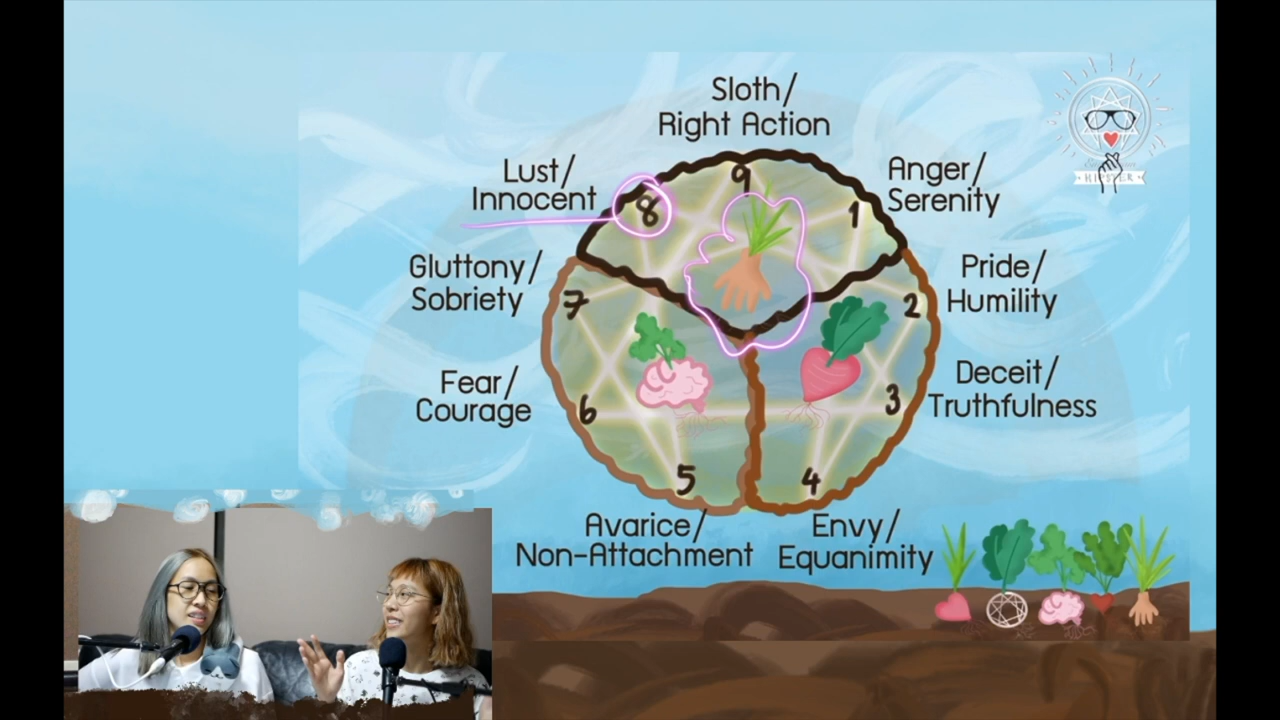 Sloth/
Right Action
Lust/
Innocent
Anger/
Serenity
9
8
1
Gluttony/
Sobriety
Pride/
Humility
7
2
Fear/
Courage
Deceit/
Truthfulness
6
3
5
4
Avarice/
Non-Attachment
Envy/
Equanimity
HIPSTER